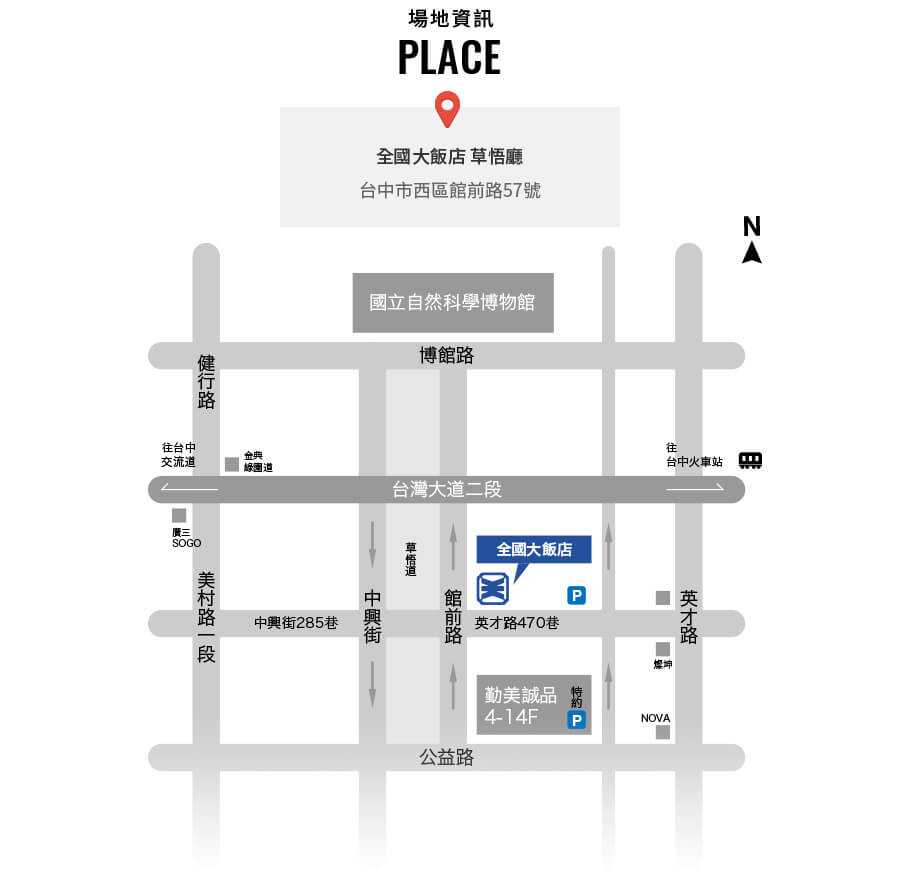 場地資訊
PLACE
全國大飯店 草悟廳
台中市西區館前路57號
N
國立自然科學博物館
博館路
健行路
往台中
交流道
金典
綠園道
往
台中火車站
台灣大道二段
廣三
SOGO
草悟道
全國大飯店
P
美村路一段
中興街
館前路
英才路
中興街285巷
英才路470巷
燦坤
勤美誠品
4-14F
特約
P
NOVA
公益路